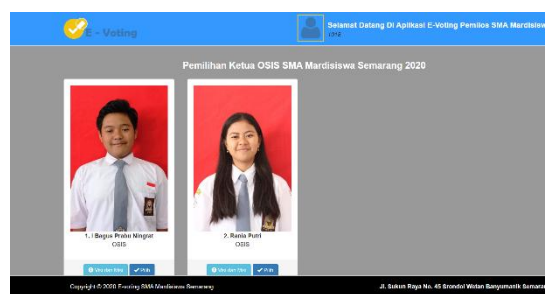 E - Voting
Selamat Datang Di Aplikasi E-Voting Pemilos SMA Mardisisw
Pemilihan Ketua OSIS SMA Mardisiswa Semarang 2020
1. I Bagus Prabu Ningrat
OSIS
Visi dan Misi Pilih
2. Rania Putri
OSIS
Visi dan Misi Pilih
Copyright © 2020 E-voting SMA Mardisiswa Semarang
Jl. Sukun Raya No. 45 Srondol Wetan Banyumanik Semaran